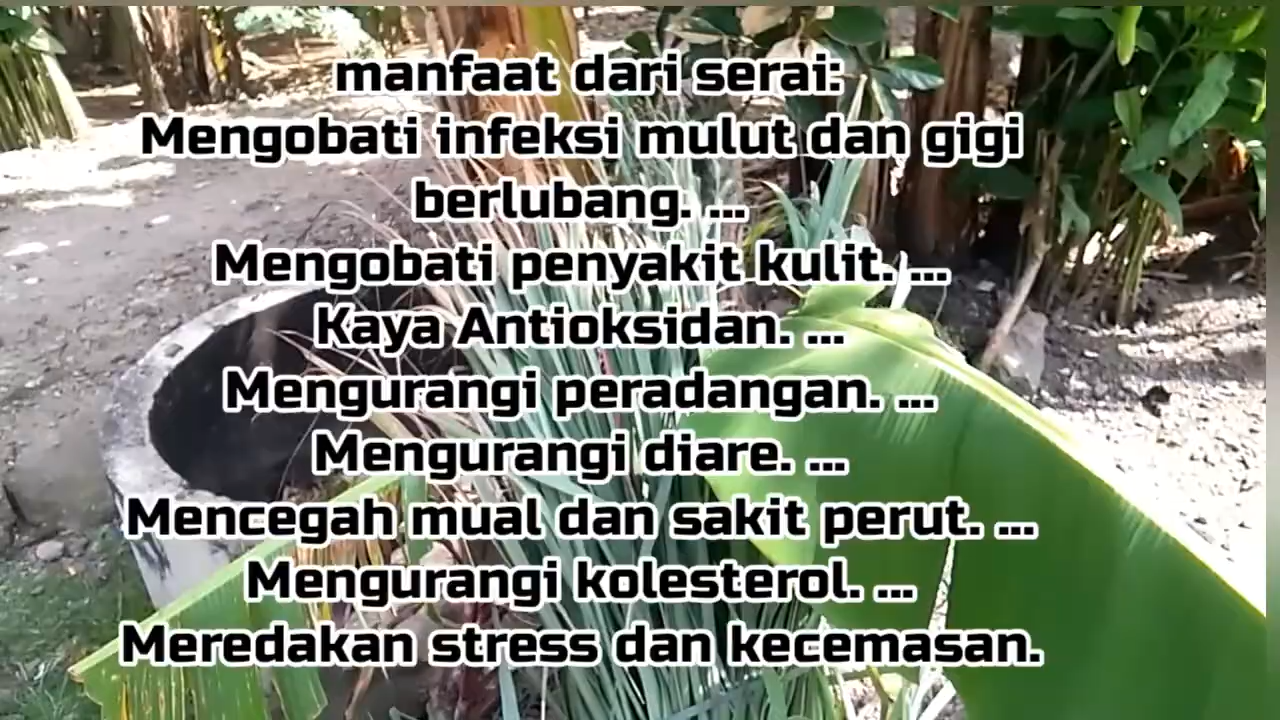 manfaat dari serai:
Mengobati infeksi mulut dan gigi
berlubang. ...
Mengobati penyakit kulit. ...
Kaya Antioksidan. ...
Mengurangi peradangan. ...
Mengurangi diare. ...
Mencegah mual dan sakit perut. ...
Mengurangi kolesterol. ...
Meredakan stress dan kecemasan.